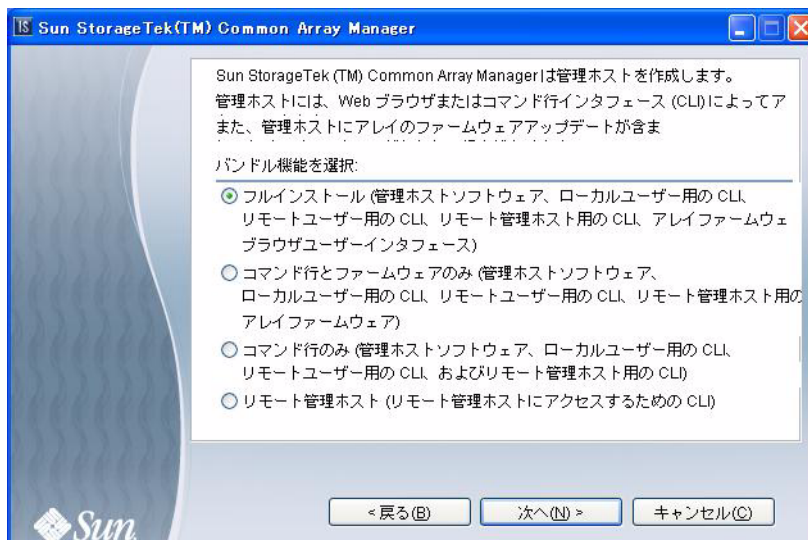 Sun StorageTek(TM) Common Array Manager
Sun StorageTek (TM) Common Array Managerは管理ホストを作成します。
管理ホストには、Web ブラウザまたはコマンド行インタフェース (CLI)によってア
また、管理ホストにアレイのファームウェアアップデートが含ま
バンドル機能を選択:
フルインストール (管理ホストソフトウェア、ローカルユーザー用の CLI、
リモートユーザー用の CLI、リモート管理ホスト用の CLI、アレイファームウェ
ブラウザユーザーインタフェース)
コマンド行とファームウェアのみ (管理ホストソフトウェア、
ローカルユーザー用の CLI、リモートユーザー用の CLI、リモート管理ホスト用の
アレイファームウェア)
コマンド行のみ (管理ホストソフトウェア、ローカルユーザー用の CLI、
リモートユーザー用の CLI、およびリモート管理ホスト用の CLI)
リモート管理ホスト (リモート管理ホストにアクセスするための CLI)
Sun
<戻る(B)
次へ(N) >
キャンセル(C)